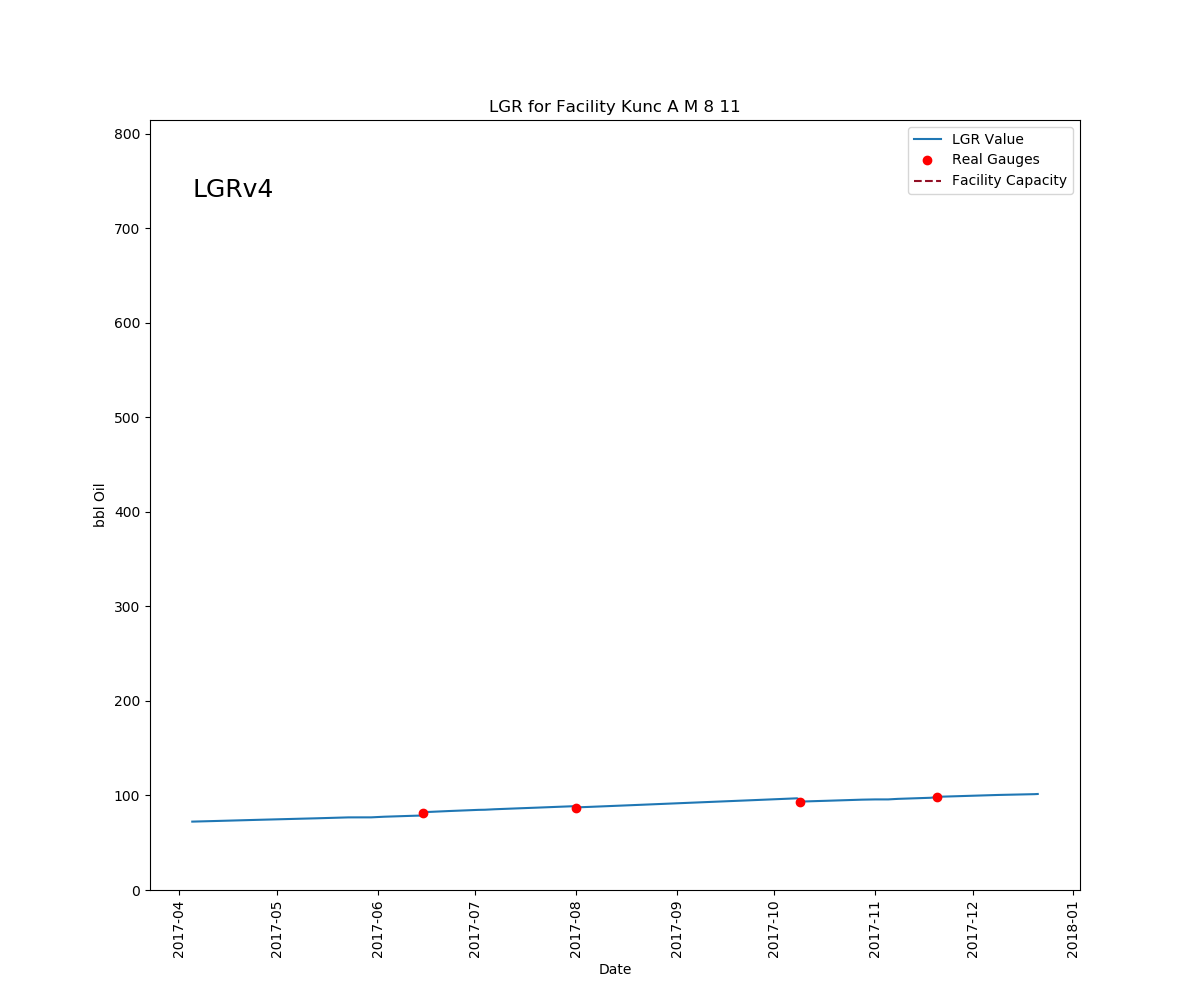 LGR for Facility Kunc A M 8 11
LGRv4
LGR Value
Real Gauges
Facility Capacity
800
700
600
500
400
300
200
100
0
bbl Oil
2017-04
2017-05
2017-06
2017-07
2017-08
2017-09
2017-10
2017-11
2017-12
2018-01
Date